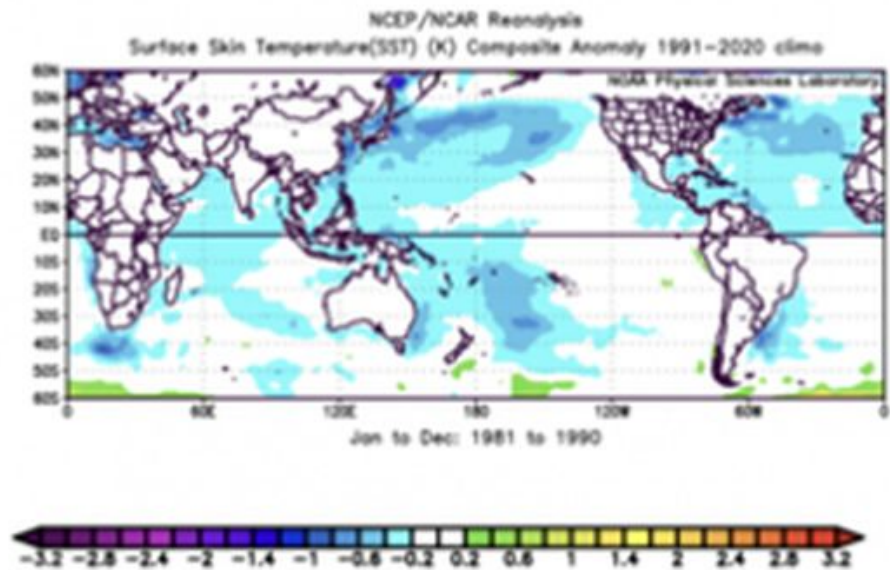 NCEP/NCAR Reanalysis
Surface Skin Temperature(SST) (K) Composite Anomaly 1991-2020 climo
NOAA Physical Sciences Laboratory
60N
50N
40N
30N
20N
10N
EQ
10S
20S
30S
40S
50S
60S
0 60E 120E 180 120W 60W 0
Jan to Dec: 1981 to 1990
-3.2 -2.8 -2.4 -2 -1.4 -1 -0.6 -0.2 0.2 0.6 1 1.4 2 2.4 2.8 3.2